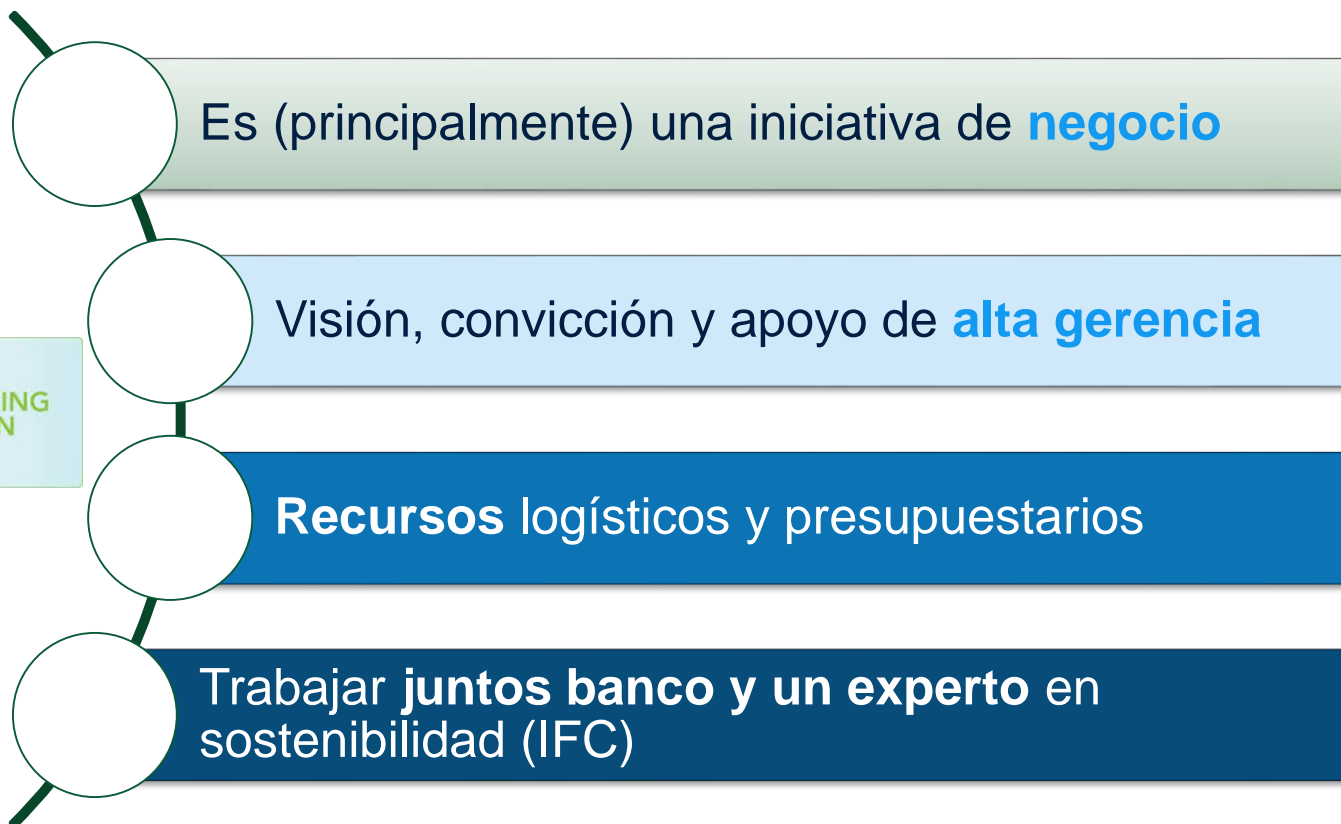 Es (principalmente) una iniciativa de negocio
Visión, convicción y apoyo de alta gerencia
Recursos logísticos y presupuestarios
Trabajar juntos banco y un experto en
sostenibilidad (IFC)